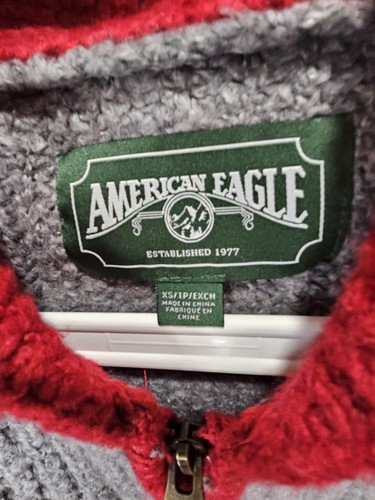 AMERICAN EAGLE
ESTABLISHED 1977
XS/TP/EXCH
MADE IN CHINA
FABRIQUÉ EN
CHINE